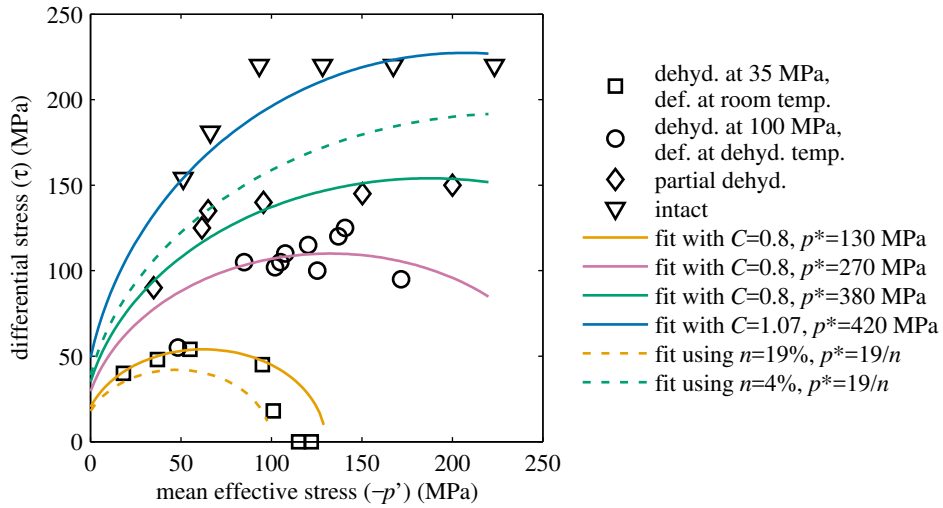 250
200
150
100
50
0
differential stress (τ) (MPa)
0 50 100 150 200 250
mean effective stress (−p’) (MPa)
dehyd. at 35 MPa,
def. at room temp.
dehyd. at 100 MPa,
def. at dehyd. temp.
partial dehyd.
intact
fit with C=0.8, p*=130 MPa
fit with C=0.8, p*=270 MPa
fit with C=0.8, p*=380 MPa
fit with C=1.07, p*=420 MPa
fit using n=19%, p*=19/n
fit using n=4%, p*=19/n